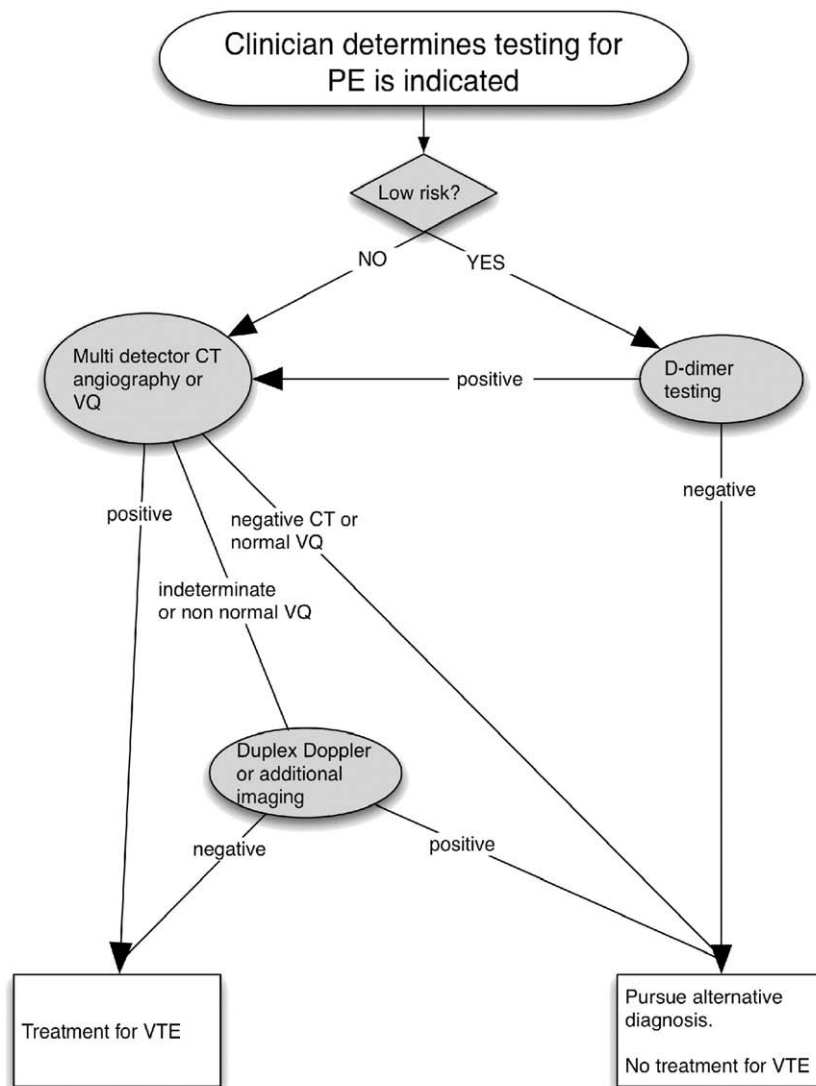 Clinician determines testing for
PE is indicated
Low risk?
NO
YES
Multi detector CT
angiography or
VQ
positive
D-dimer
testing
positive
negative CT or
normal VQ
negative
indeterminate
or non normal VQ
Duplex Doppler
or additional
imaging
negative
positive
Treatment for VTE
Pursue alternative
diagnosis.
No treatment for VTE